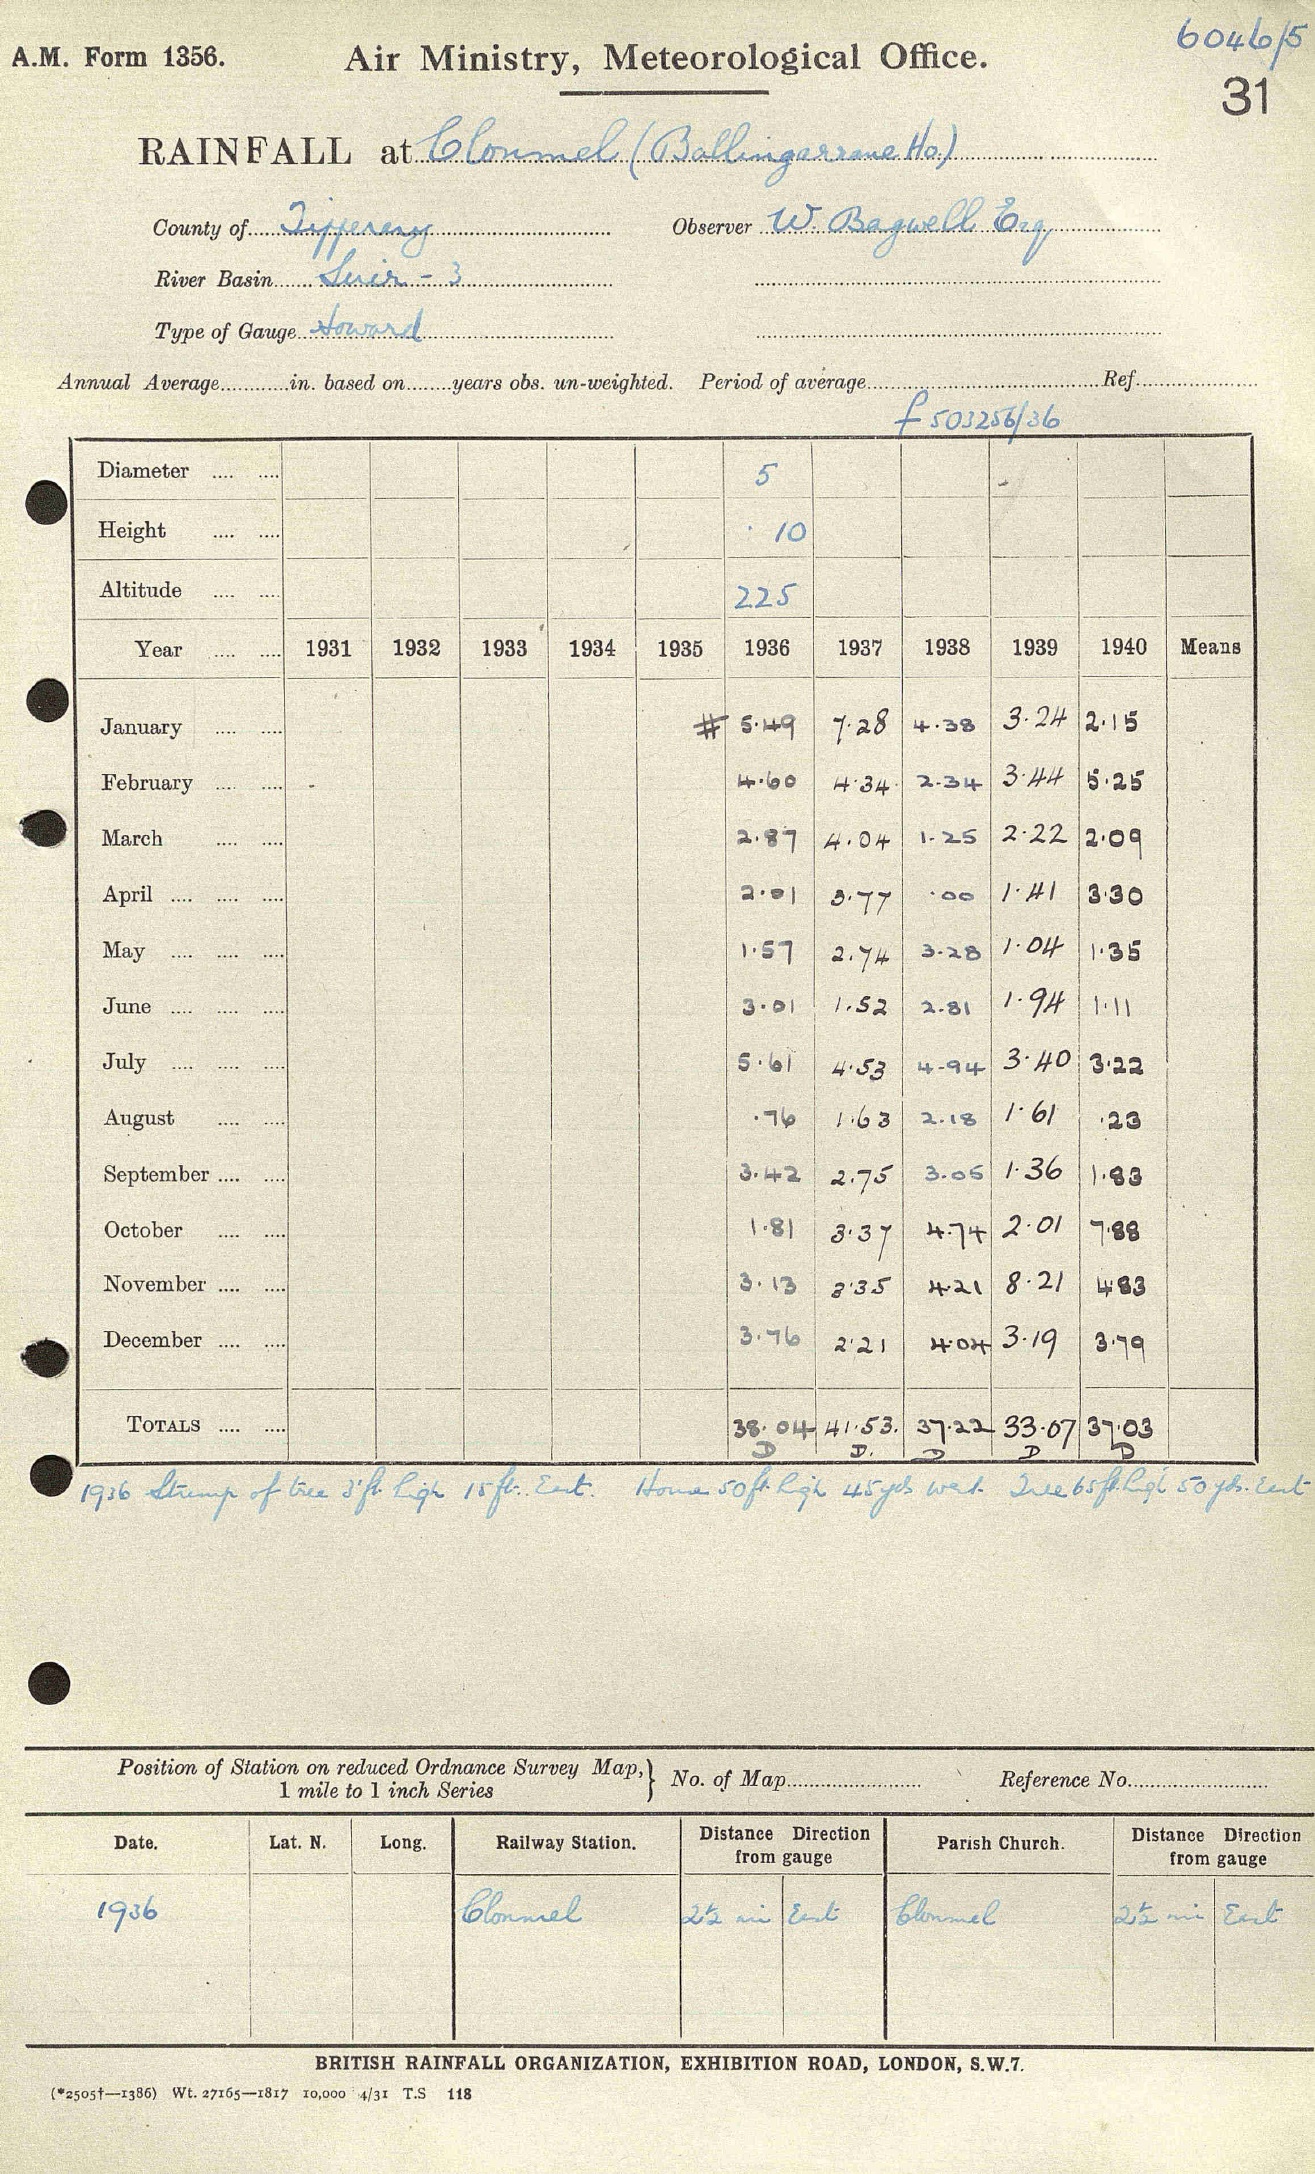 6046/5
A.M. Form 1356. Air Ministry, Meteorological Office.
31
RAINFALL at Clonmel (Ballingarrane Ho.)
County of Tipperary Observer W. Bagwell Esq
River Basin Suir - 3
Type of Gauge Howard
Annual Average in. based on years obs. un-weighted. Period of average Ref.
f 503256/36
Diameter 5
Height 10
Altitude 225
Year 1931 1932 1933 1934 1935 1936 1937 1938 1939 1940 Means
January # 5.49 7.28 4.38 3.24 2.15
February 4.60 4.34 2.34 3.44 5.25
March 2.87 4.04 1.25 2.22 2.09
April 2.01 3.77 .00 1.41 3.30
May 1.57 2.74 3.28 1.04 1.35
June 3.01 1.52 2.81 1.94 1.11
July 5.61 4.53 4.94 3.40 3.22
August .76 1.63 2.18 1.61 .23
September 3.42 2.75 3.05 1.36 1.83
October 1.81 3.37 4.74 2.01 7.88
November 3.13 3.35 4.21 8.21 4.83
December 3.76 2.21 4.04 3.19 3.79
TOTALS 38.04 41.53. 37.22 33.07 37.03
D D. D D D
1936 Stump of tree 3 ft. high 15 ft. East. House 50 ft. high 45 yds west. Tree 65 ft. high 50 yds. East
Position of Station on reduced Ordnance Survey Map, } No. of Map Reference No.
1 mile to 1 inch Series
Date. Lat. N. Long. Railway Station. Distance Direction from gauge Parish Church. Distance Direction from gauge
1936 Clonmel 2½ mi East Clonmel 2½ mi East
BRITISH RAINFALL ORGANIZATION, EXHIBITION ROAD, LONDON, S.W.7.
(*2505†—1386) Wt. 27165—1817 10,000 4/31 T.S 118